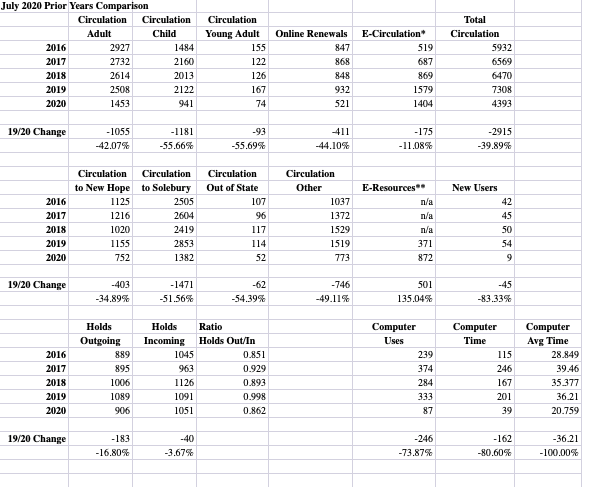 July 2020 Prior Years Comparison
Circulation Circulation Circulation Total
Adult Child Young Adult Online Renewals E-Circulation* Circulation
2016 2927 1484 155 847 519 5932
2017 2732 2160 122 868 687 6569
2018 2614 2013 126 848 869 6470
2019 2508 2122 167 932 1579 7308
2020 1453 941 74 521 1404 4393
19/20 Change -1055 -1181 -93 -411 -175 -2915
-42.07% -55.66% -55.69% -44.10% -11.08% -39.89%
Circulation Circulation Circulation Circulation
to New Hope to Solebury Out of State Other E-Resources** New Users
2016 1125 2505 107 1037 n/a 42
2017 1216 2604 96 1372 n/a 45
2018 1020 2419 117 1529 n/a 50
2019 1155 2853 114 1519 371 54
2020 752 1382 52 773 872 9
19/20 Change -403 -1471 -62 -746 501 -45
-34.89% -51.56% -54.39% -49.11% 135.04% -83.33%
Holds Holds Ratio Computer Computer Computer
Outgoing Incoming Holds Out/In Uses Time Avg Time
2016 889 1045 0.851 239 115 28.849
2017 895 963 0.929 374 246 39.46
2018 1006 1126 0.893 284 167 35.377
2019 1089 1091 0.998 333 201 36.21
2020 906 1051 0.862 87 39 20.759
19/20 Change -183 -40 -246 -162 -36.21
-16.80% -3.67% -73.87% -80.60% -100.00%